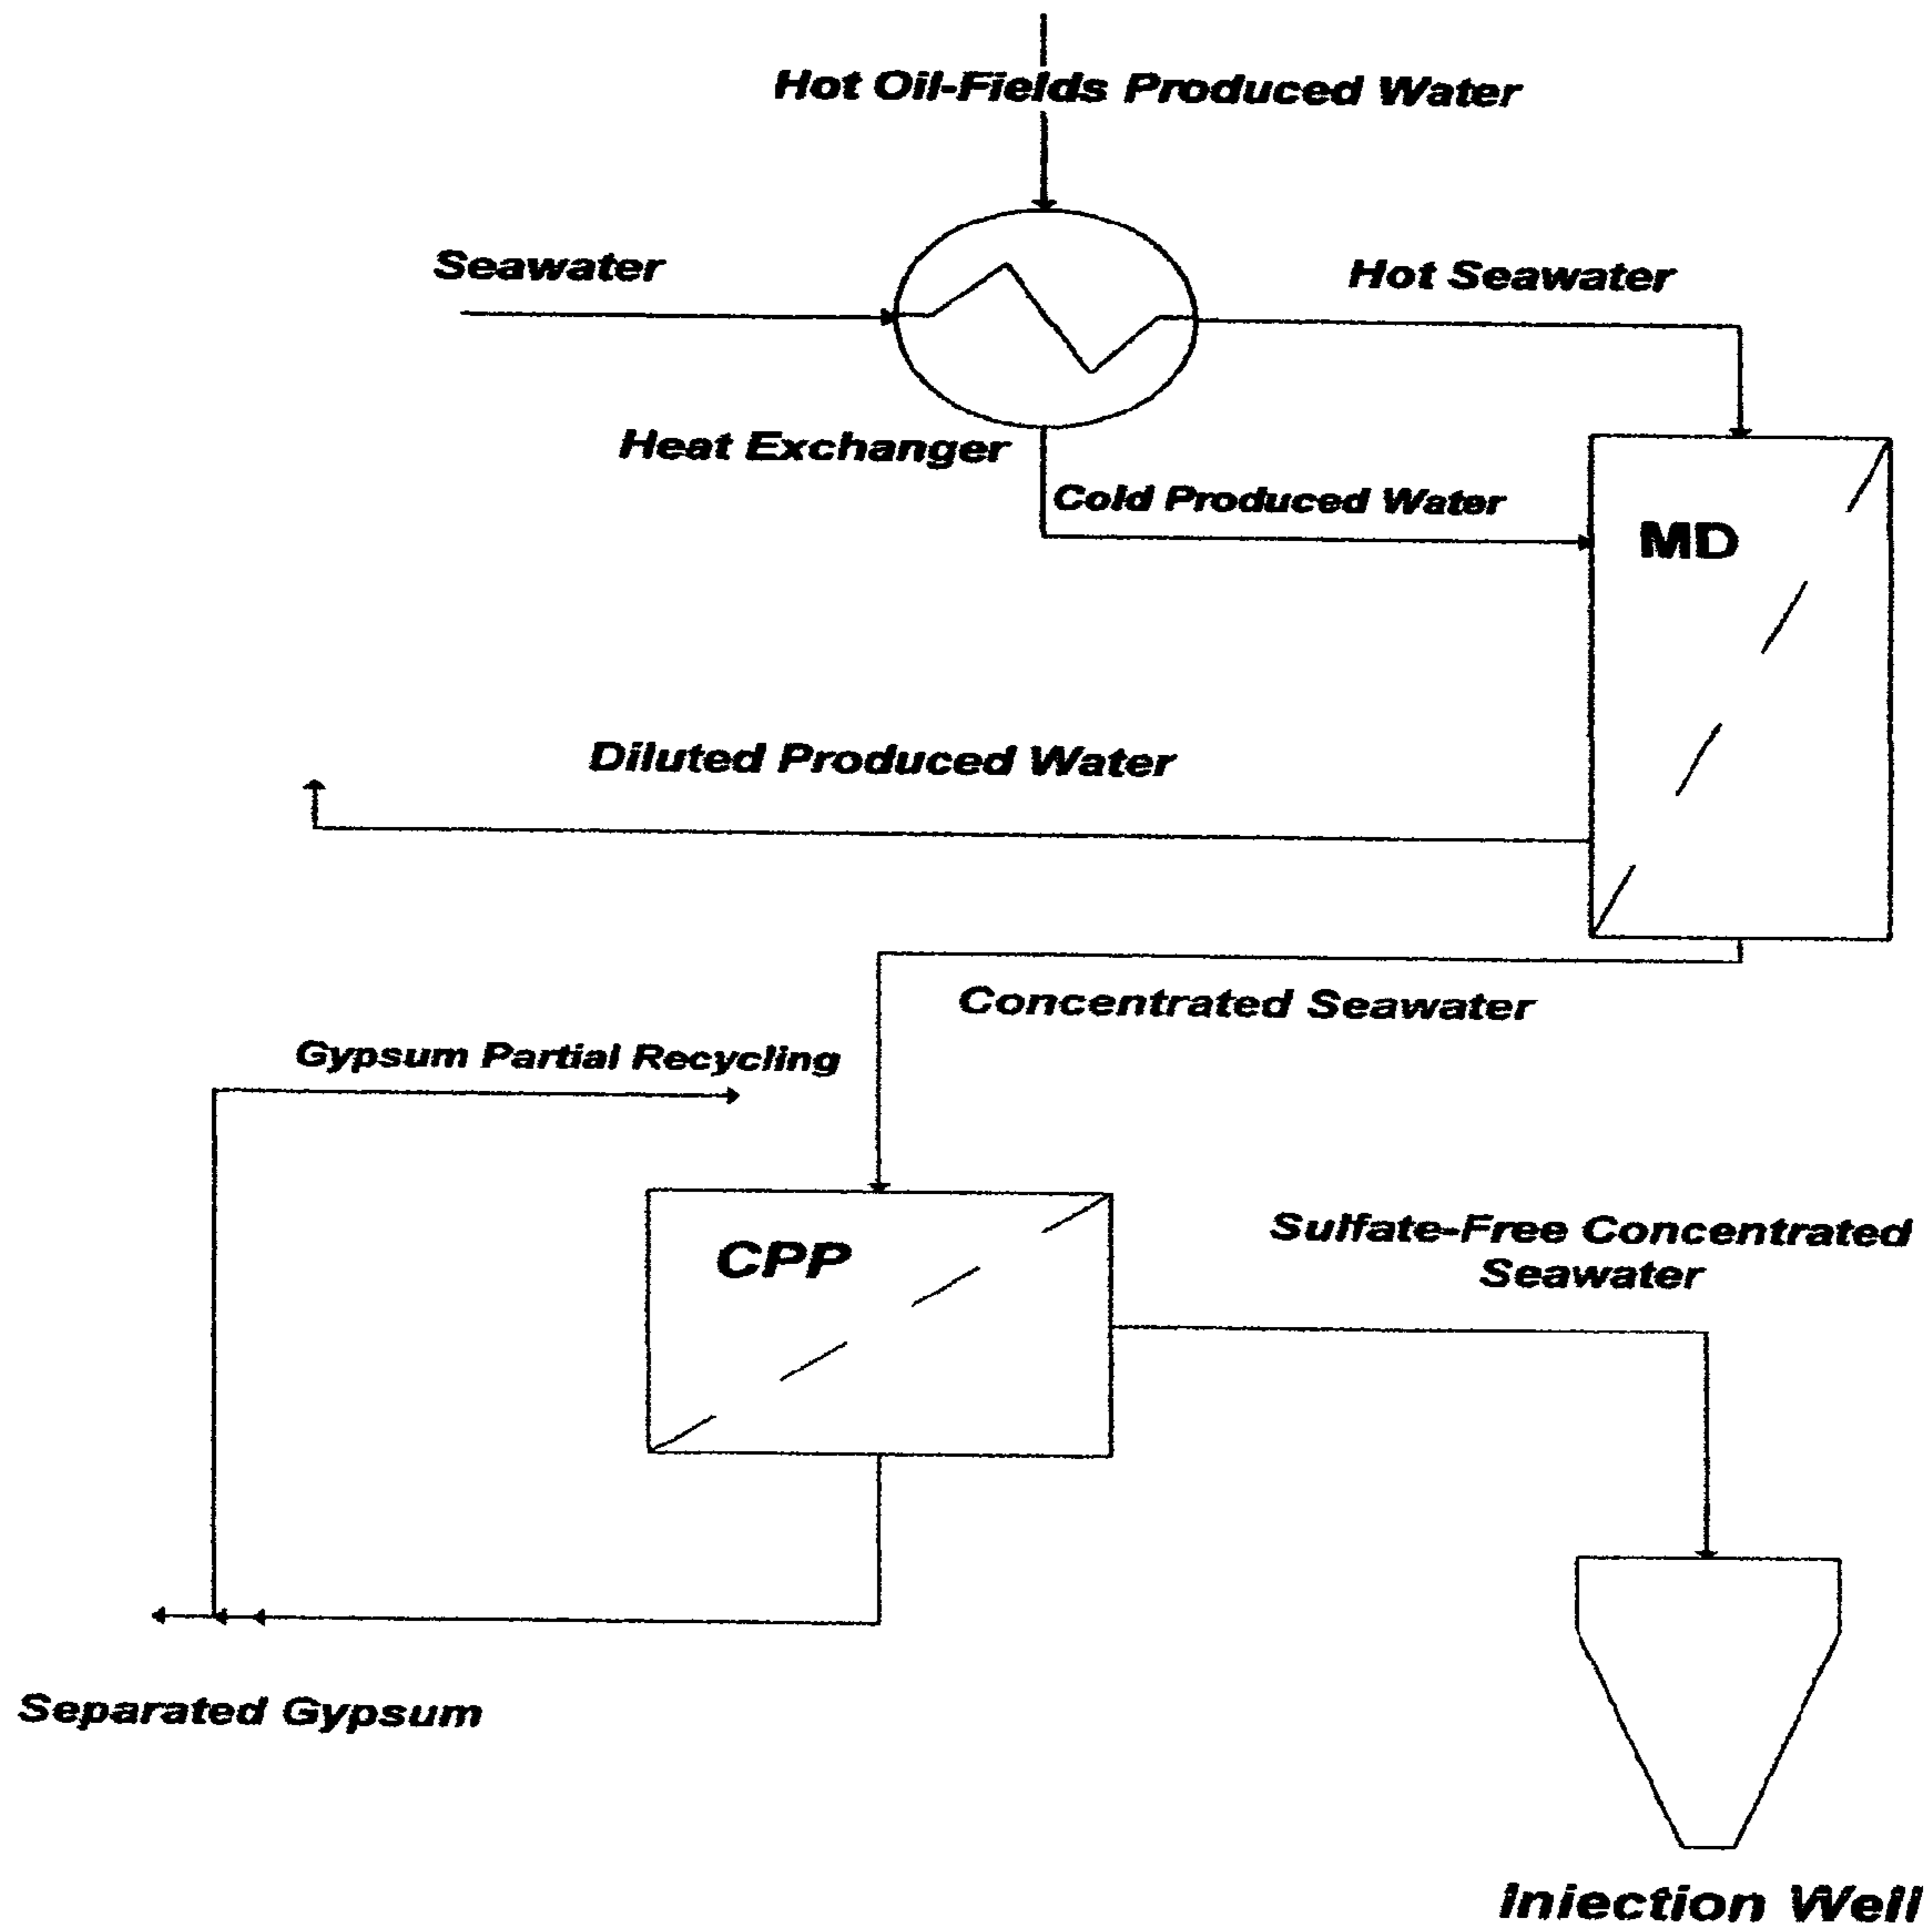 Hot Oil-Fields Produced Water
Seawater
Hot Seawater
Heat Exchanger
Cold Produced Water
MD
Diluted Produced Water
Concentrated Seawater
Gypsum Partial Recycling
CPP
Sulfate-Free Concentrated
Seawater
Separated Gypsum
Injection Well